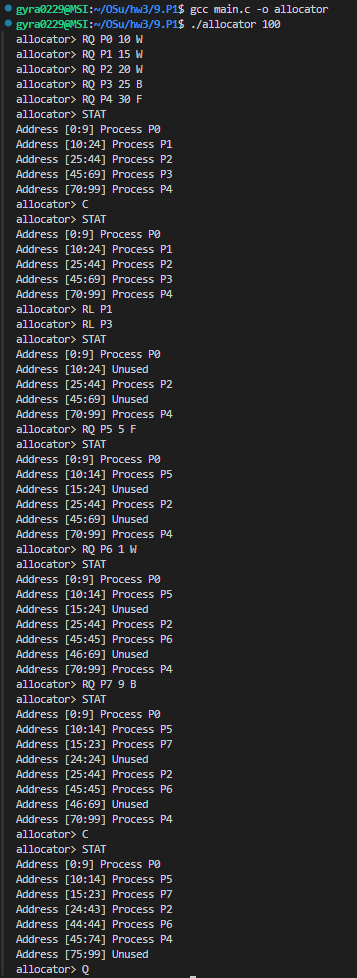 gyra0229@MSI:~/OSu/hw3/9.P1$ gcc main.c -o allocator
gyra0229@MSI:~/OSu/hw3/9.P1$ ./allocator 100
allocator> RQ P0 10 W
allocator> RQ P1 15 W
allocator> RQ P2 20 W
allocator> RQ P3 25 B
allocator> RQ P4 30 F
allocator> STAT
Address [0:9] Process P0
Address [10:24] Process P1
Address [25:44] Process P2
Address [45:69] Process P3
Address [70:99] Process P4
allocator> C
allocator> STAT
Address [0:9] Process P0
Address [10:24] Process P1
Address [25:44] Process P2
Address [45:69] Process P3
Address [70:99] Process P4
allocator> RL P1
allocator> RL P3
allocator> STAT
Address [0:9] Process P0
Address [10:24] Unused
Address [25:44] Process P2
Address [45:69] Unused
Address [70:99] Process P4
allocator> RQ P5 5 F
allocator> STAT
Address [0:9] Process P0
Address [10:14] Process P5
Address [15:24] Unused
Address [25:44] Process P2
Address [45:69] Unused
Address [70:99] Process P4
allocator> RQ P6 1 W
allocator> STAT
Address [0:9] Process P0
Address [10:14] Process P5
Address [15:24] Unused
Address [25:44] Process P2
Address [45:45] Process P6
Address [46:69] Unused
Address [70:99] Process P4
allocator> RQ P7 9 B
allocator> STAT
Address [0:9] Process P0
Address [10:14] Process P5
Address [15:23] Process P7
Address [24:24] Unused
Address [25:44] Process P2
Address [45:45] Process P6
Address [46:69] Unused
Address [70:99] Process P4
allocator> C
allocator> STAT
Address [0:9] Process P0
Address [10:14] Process P5
Address [15:23] Process P7
Address [24:43] Process P2
Address [44:44] Process P6
Address [45:74] Process P4
Address [75:99] Unused
allocator> Q